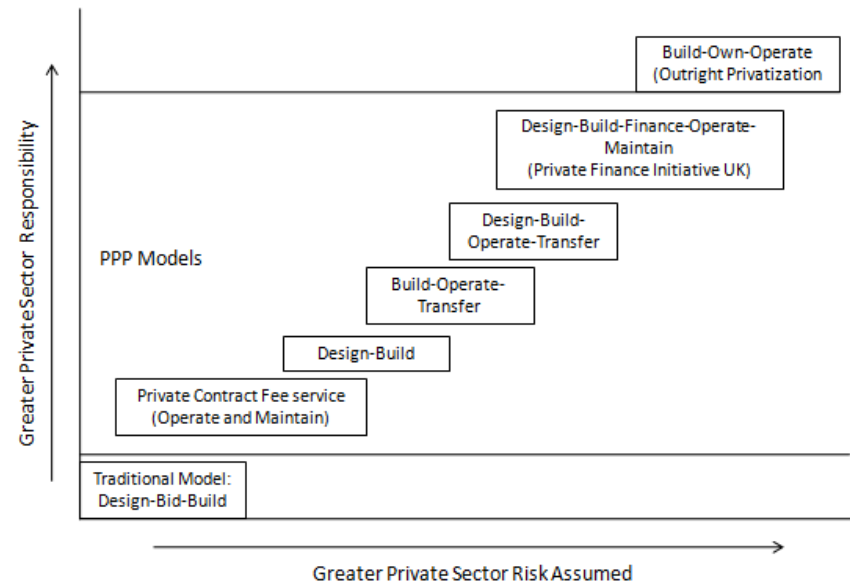 Build-Own-Operate
(Outright Privatization
Design-Build-Finance-Operate-
Maintain
(Private Finance Initiative UK)
Design-Build-
Operate-Transfer
PPP Models
Build-Operate-
Transfer
Design-Build
Private Contract Fee service
(Operate and Maintain)
Traditional Model:
Design-Bid-Build
Greater Private Sector Responsibility
Greater Private Sector Risk Assumed